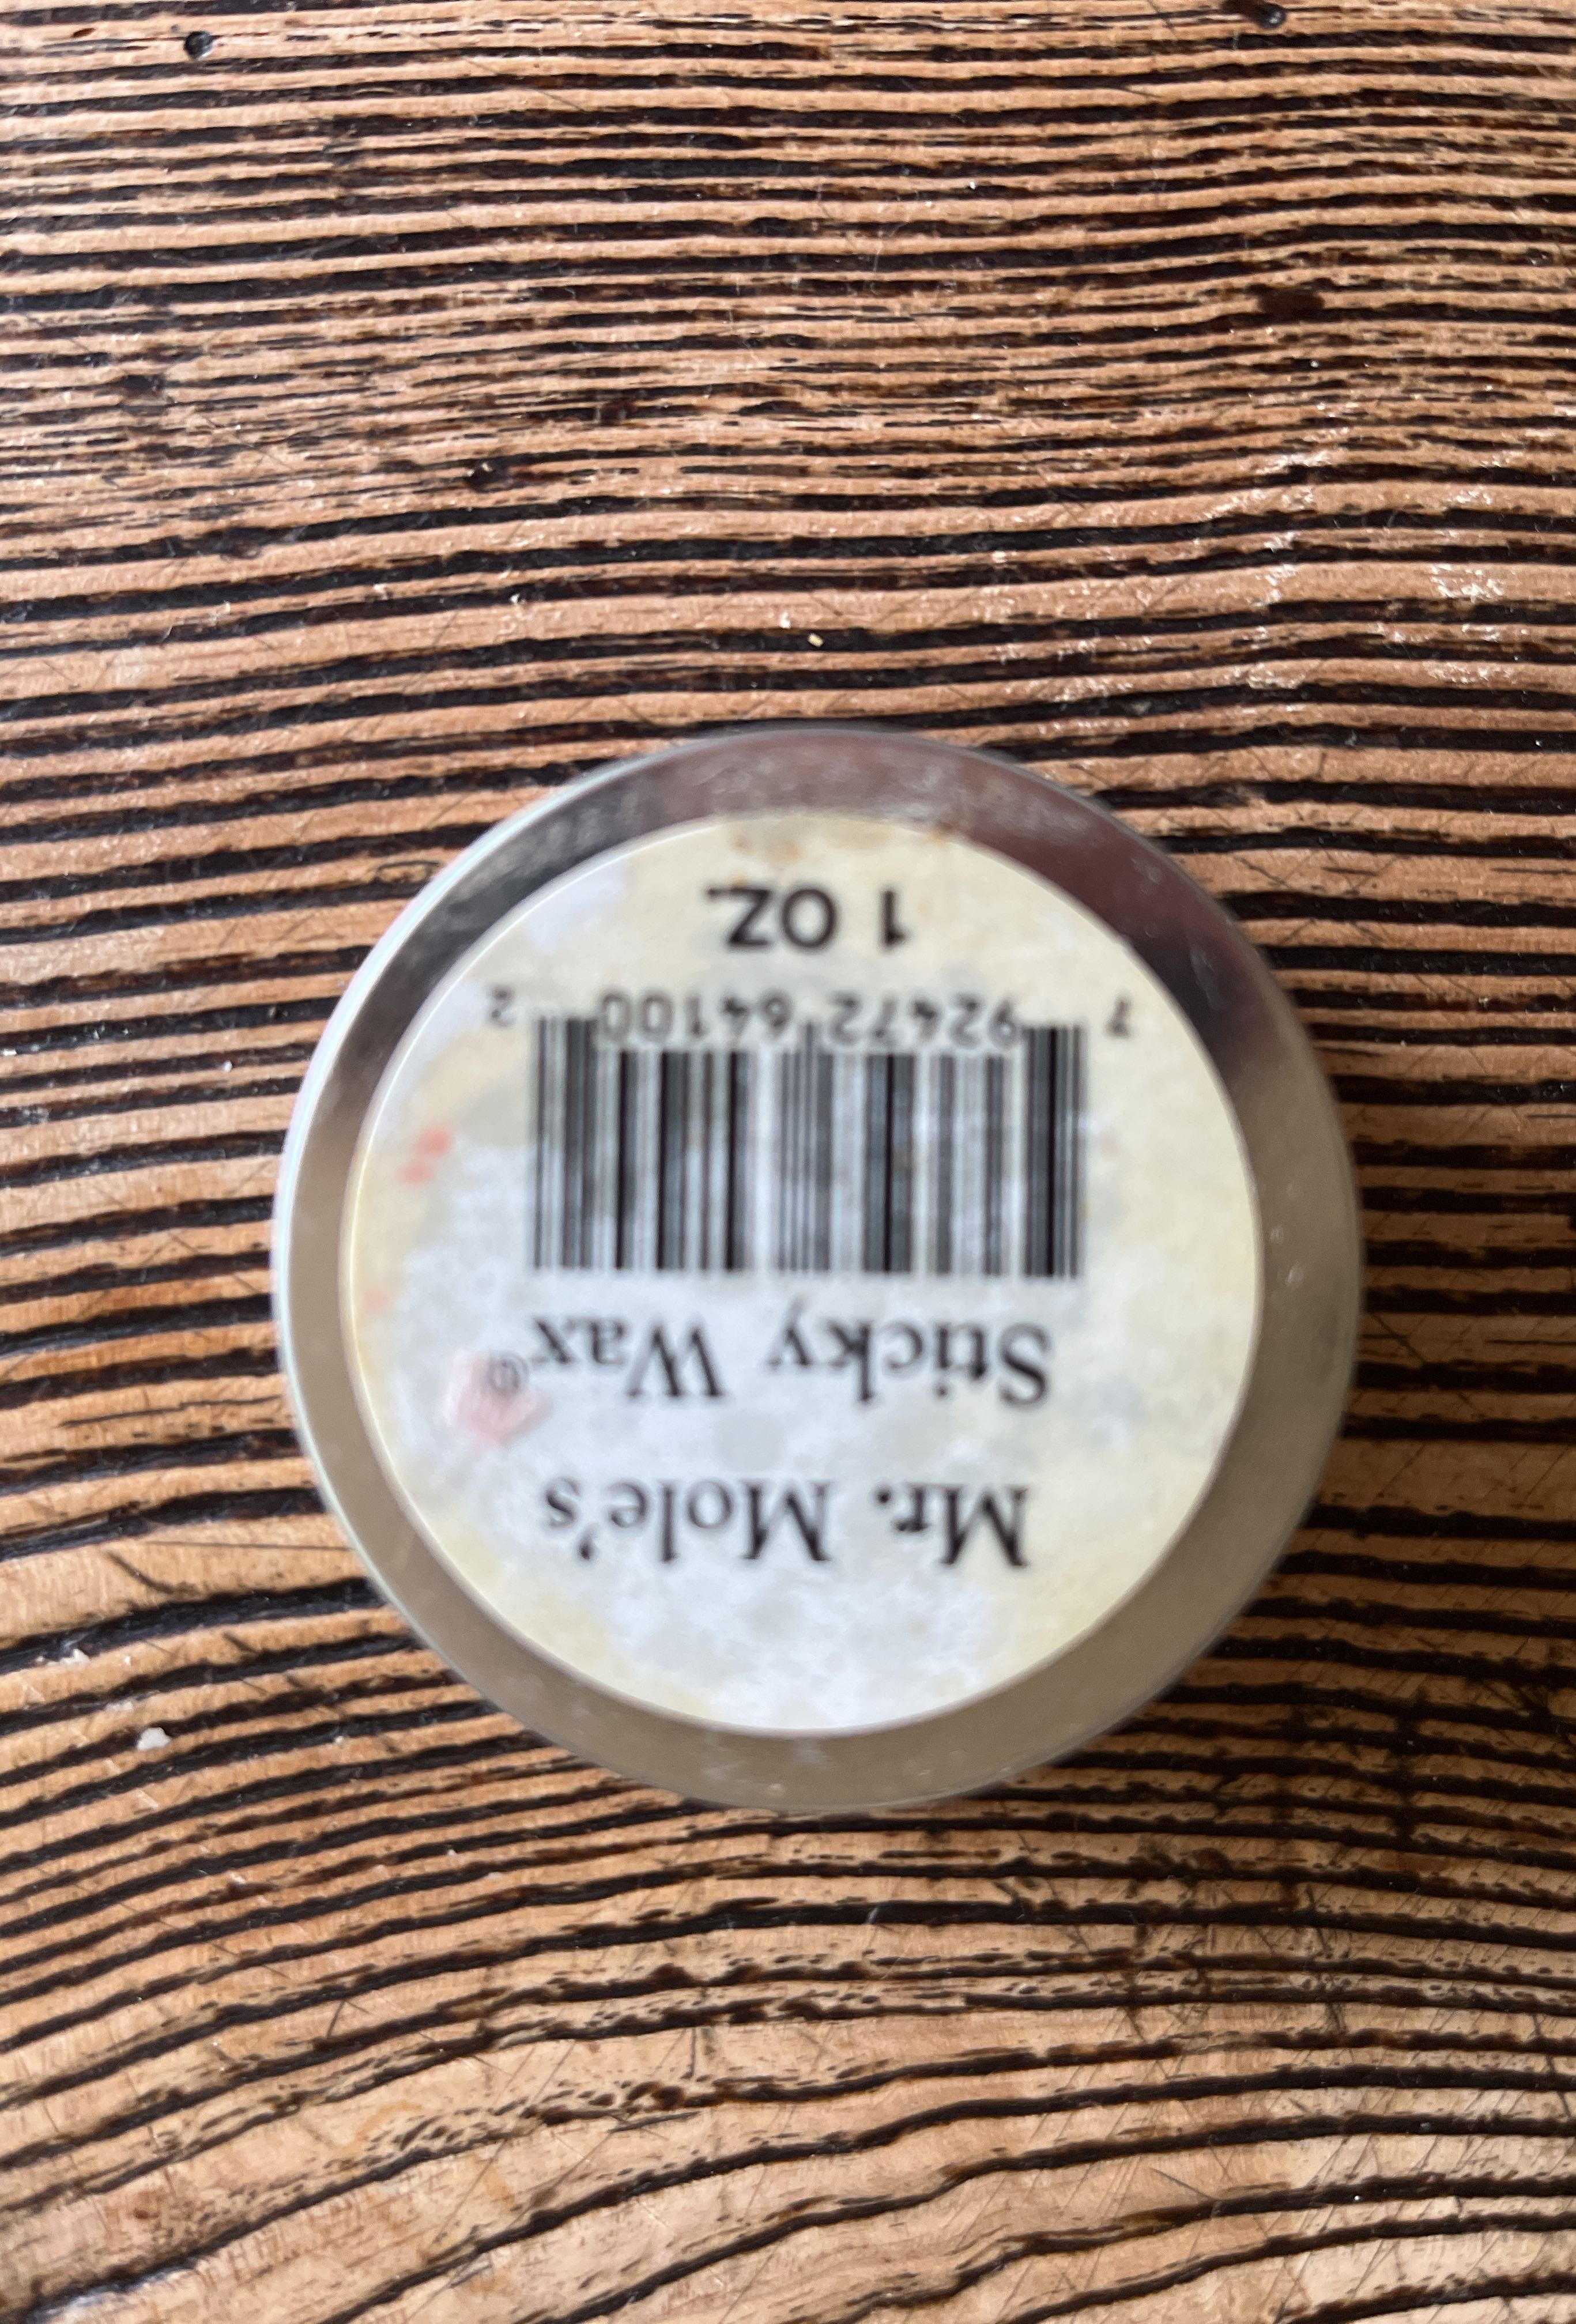 Mr. Mole's
Sticky Wax®
7 92472 64100 2
1 OZ.